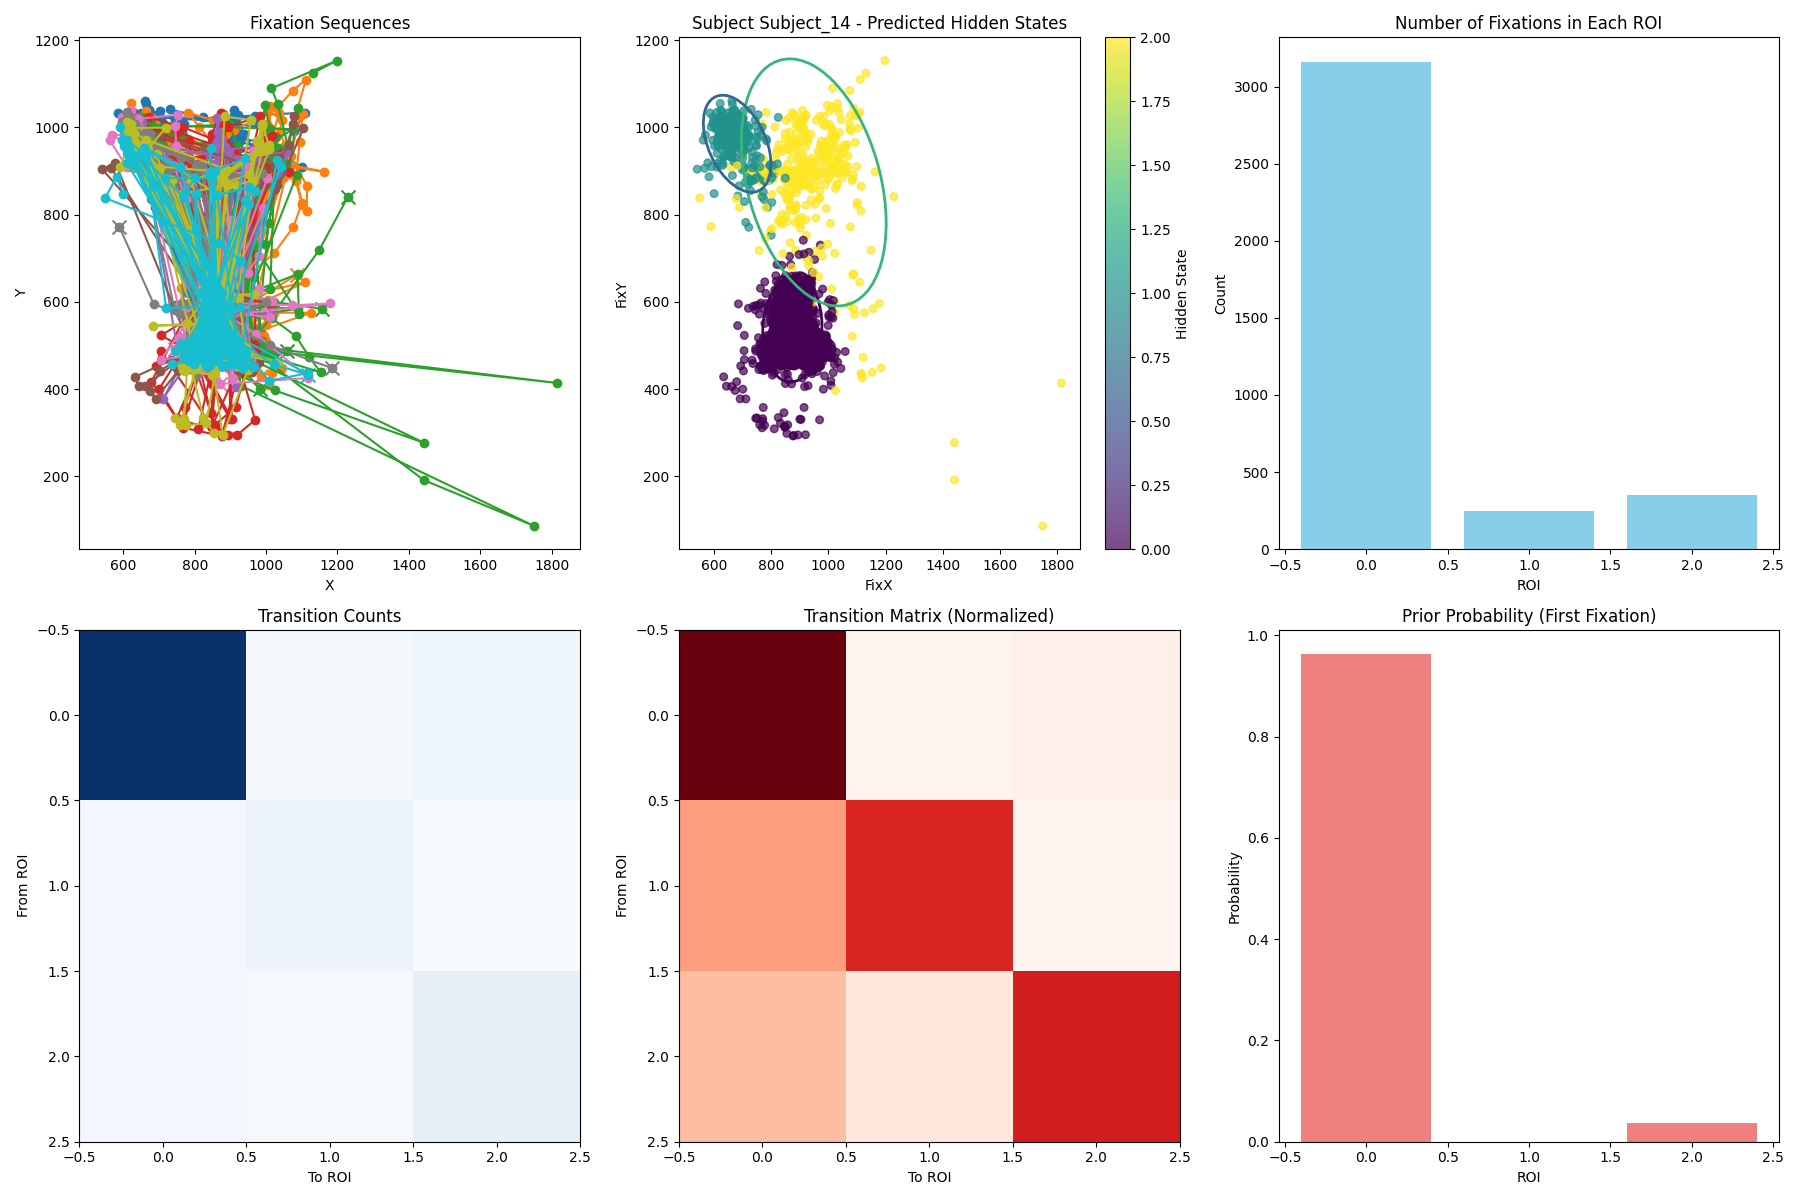 Fixation Sequences
1200
1000
800
600
400
200
Y
600 800 1000 1200 1400 1600 1800
X
Subject Subject_14 - Predicted Hidden States
1200
1000
800
600
400
200
FixY
600 800 1000 1200 1400 1600 1800
FixX
2.00
1.75
1.50
1.25
1.00
0.75
0.50
0.25
0.00
Hidden State
Number of Fixations in Each ROI
3000
2500
2000
1500
1000
500
0
Count
−0.5 0.0 0.5 1.0 1.5 2.0 2.5
ROI
Transition Counts
−0.5
0.0
0.5
1.0
1.5
2.0
2.5
From ROI
−0.5 0.0 0.5 1.0 1.5 2.0 2.5
To ROI
Transition Matrix (Normalized)
−0.5
0.0
0.5
1.0
1.5
2.0
2.5
From ROI
−0.5 0.0 0.5 1.0 1.5 2.0 2.5
To ROI
Prior Probability (First Fixation)
1.0
0.8
0.6
0.4
0.2
0.0
Probability
−0.5 0.0 0.5 1.0 1.5 2.0 2.5
ROI